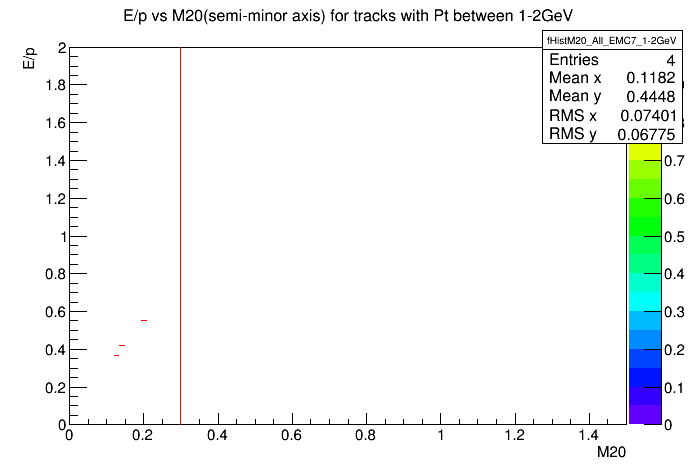 E/p vs M20(semi-minor axis) for tracks with Pt between 1-2GeV
fHistM20_All_EMC7_1-2GeV
Entries 4
Mean x 0.1182
Mean y 0.4448
RMS x 0.07401
RMS y 0.06775
E/p
2
1.8
1.6
1.4
1.2
1
0.8
0.6
0.4
0.2
0
0 0.2 0.4 0.6 0.8 1 1.2 1.4
M20
0.7
0.6
0.5
0.4
0.3
0.2
0.1
0